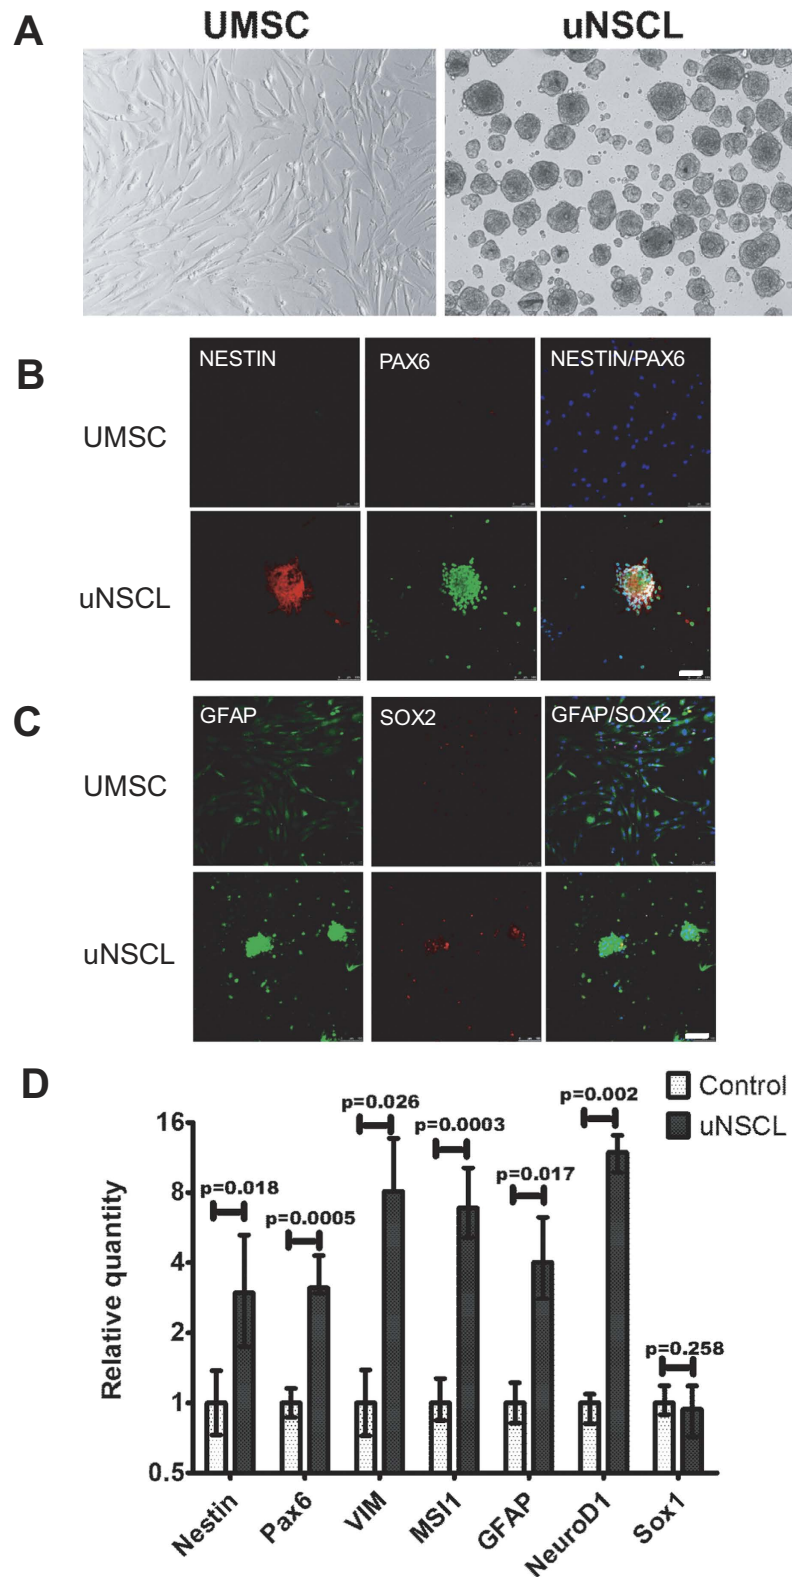 A
UMSC
uNSCL
B
NESTIN
PAX6
NESTIN/PAX6
UMSC
uNSCL
C
GFAP
SOX2
GFAP/SOX2
UMSC
uNSCL
D
Control
uNSCL
Relative quantity
16
8
4
2
1
0.5
p=0.018
p=0.0005
p=0.026
p=0.0003
p=0.017
p=0.002
p=0.258
Nestin
Pax6
VIM
MSI1
GFAP
NeuroD1
Sox1